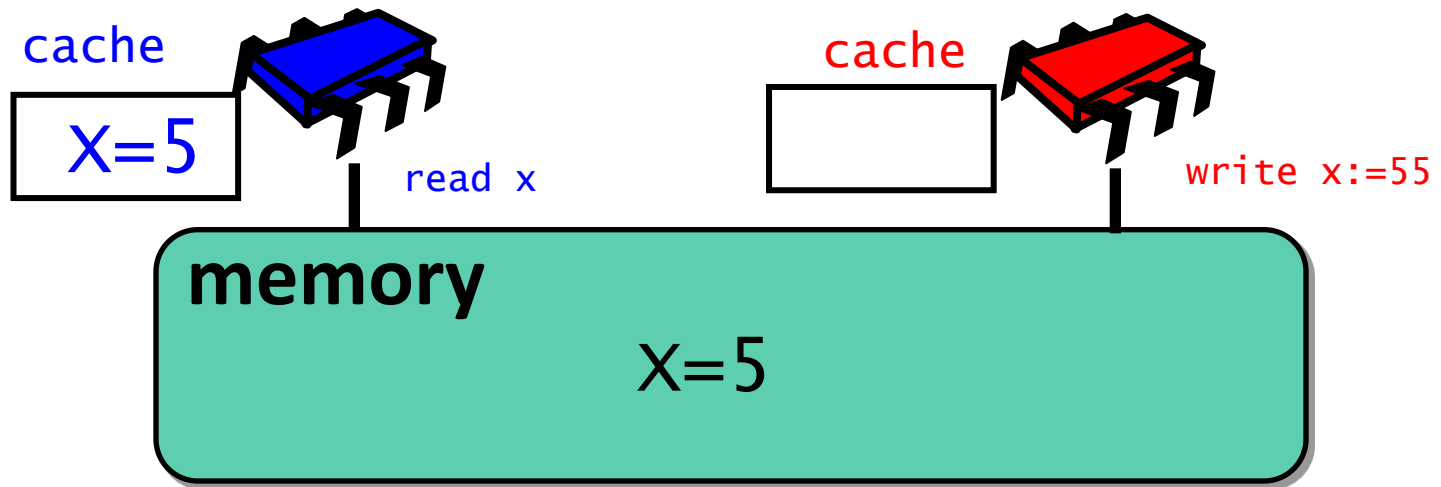 cache
X=5
read x
cache
write x:=55
memory
X=5